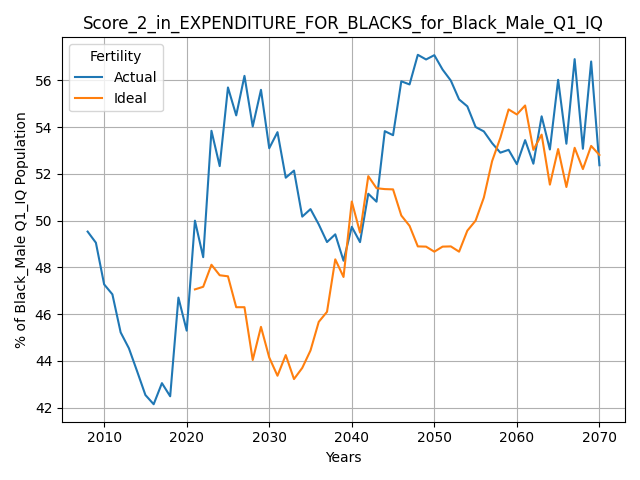 Score_2_in_EXPENDITURE_FOR_BLACKS_for_Black_Male_Q1_IQ
Fertility
Actual
Ideal
% of Black_Male Q1_IQ Population
56
54
52
50
48
46
44
42
2010 2020 2030 2040 2050 2060 2070
Years